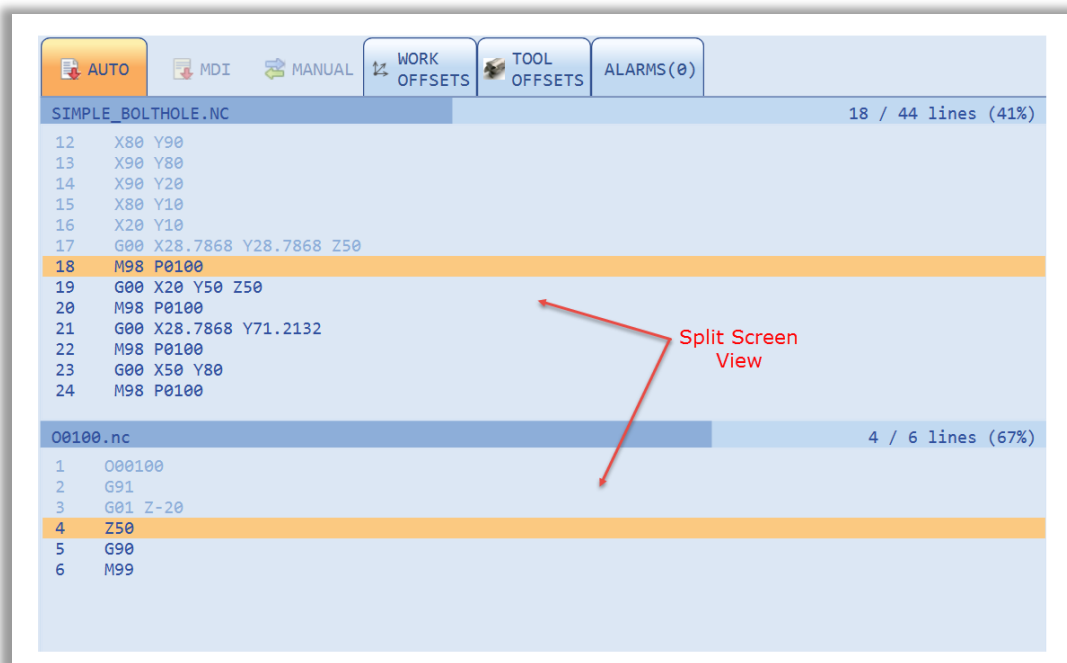 AUTO
MDI
MANUAL
WORK OFFSETS
TOOL OFFSETS
ALARMS(0)
SIMPLE_BOLTHOLE.NC 18 / 44 lines (41%)
12 X80 Y90
13 X90 Y80
14 X90 Y20
15 X80 Y10
16 X20 Y10
17 G00 X28.7868 Y28.7868 Z50
18 M98 P0100
19 G00 X20 Y50 Z50
20 M98 P0100
21 G00 X28.7868 Y71.2132
22 M98 P0100
23 G00 X50 Y80
24 M98 P0100
Split Screen
View
O0100.nc 4 / 6 lines (67%)
1 O00100
2 G91
3 G01 Z-20
4 Z50
5 G90
6 M99